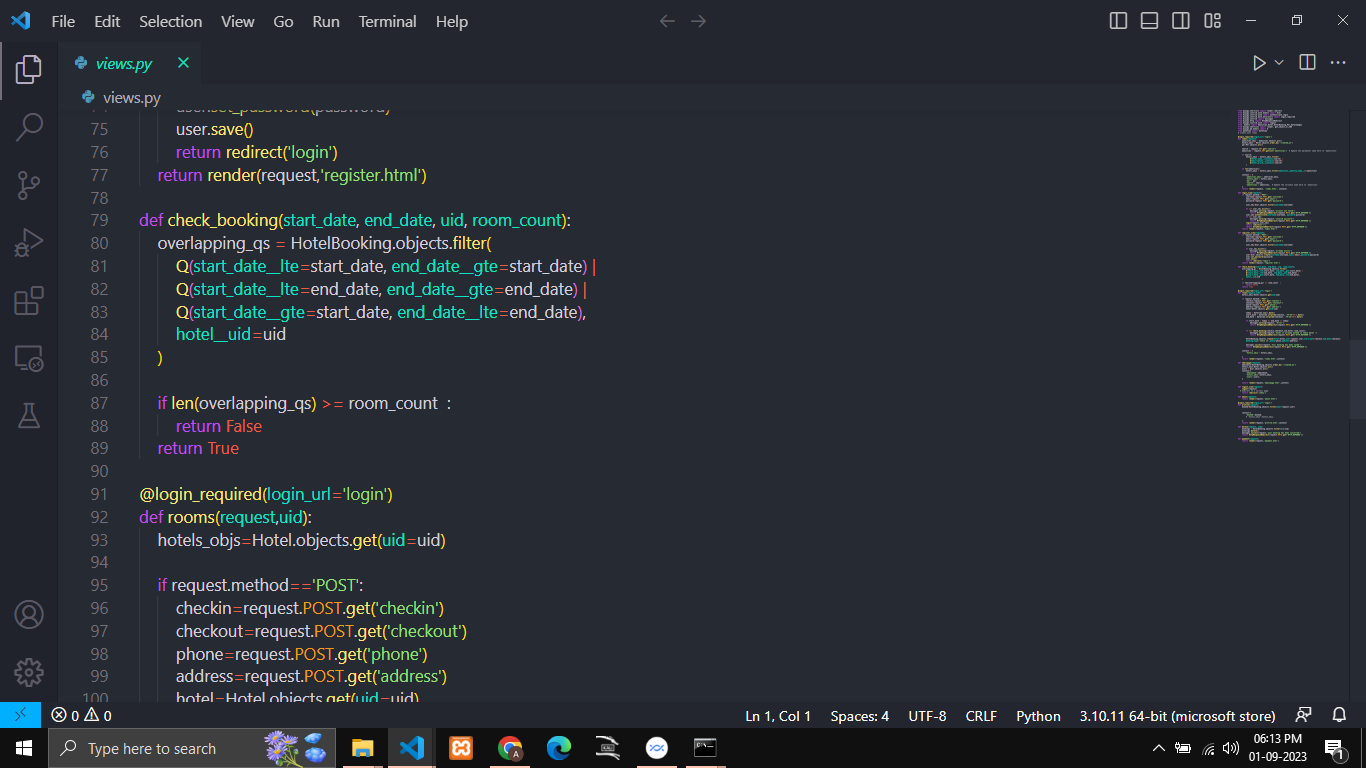 File Edit Selection View Go Run Terminal Help
views.py
views.py
75 user.save()
76 return redirect('login')
77 return render(request,'register.html')
78
79 def check_booking(start_date, end_date, uid, room_count):
80 overlapping_qs = HotelBooking.objects.filter(
81 Q(start_date__lte=start_date, end_date__gte=start_date) |
82 Q(start_date__lte=end_date, end_date__gte=end_date) |
83 Q(start_date__gte=start_date, end_date__lte=end_date),
84 hotel__uid=uid
85 )
86
87 if len(overlapping_qs) >= room_count :
88 return False
89 return True
90
91 @login_required(login_url='login')
92 def rooms(request,uid):
93 hotels_objs=Hotel.objects.get(uid=uid)
94
95 if request.method=='POST':
96 checkin=request.POST.get('checkin')
97 checkout=request.POST.get('checkout')
98 phone=request.POST.get('phone')
99 address=request.POST.get('address')
100 hotel=Hotel.objects.get(uid=uid)
0 0 Ln 1, Col 1 Spaces: 4 UTF-8 CRLF Python 3.10.11 64-bit (microsoft store)
Type here to search
06:13 PM
01-09-2023
1